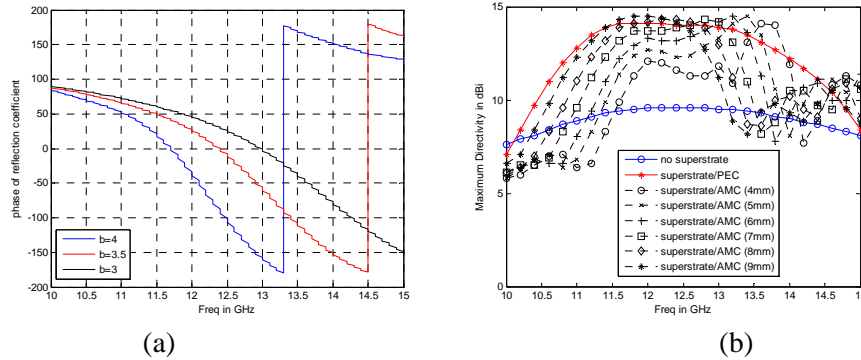 200
150
100
50
0
-50
-100
-150
-200
phase of reflection coefficient
b=4
b=3.5
b=3
10 10.5 11 11.5 12 12.5 13 13.5 14 14.5 15
Freq in GHz
(a)
15
10
5
0
Maximum Directivity in dBi
no superstrate
superstrate/PEC
superstrate/AMC (4mm)
superstrate/AMC (5mm)
superstrate/AMC (6mm)
superstrate/AMC (7mm)
superstrate/AMC (8mm)
superstrate/AMC (9mm)
10 10.5 11 11.5 12 12.5 13 13.5 14 14.5 1
Freq in GHz
(b)